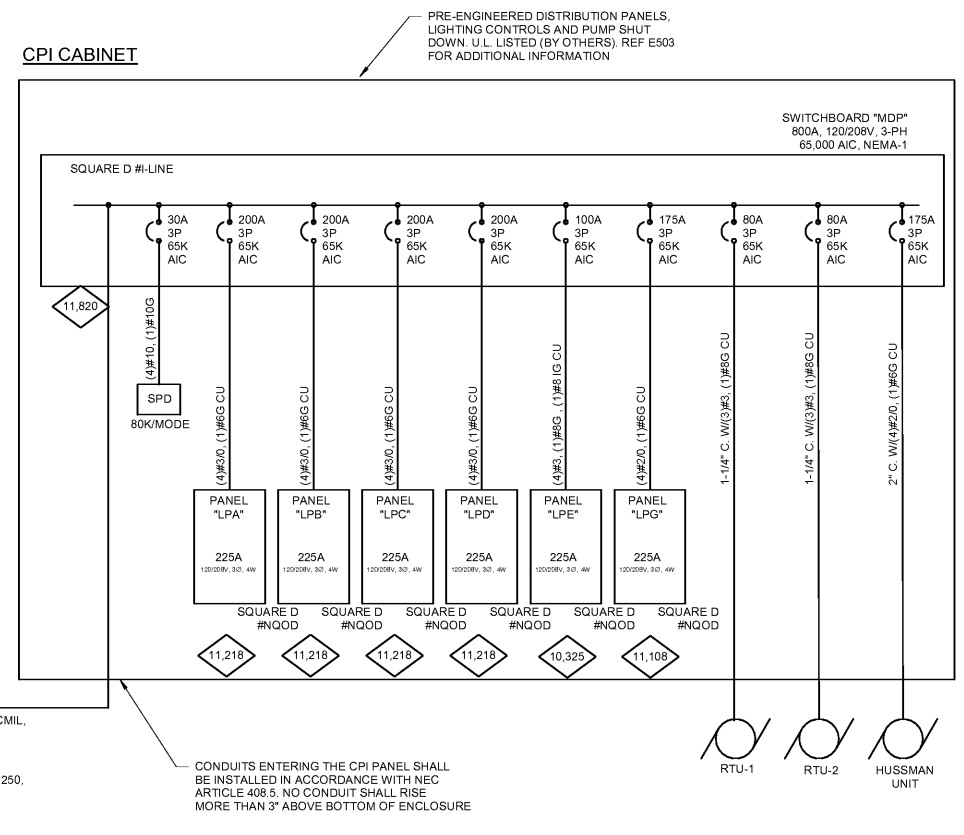 PRE-ENGINEERED DISTRIBUTION PANELS,
LIGHTING CONTROLS AND PUMP SHUT
DOWN. U.L. LISTED (BY OTHERS). REF E503
FOR ADDITIONAL INFORMATION
CPI CABINET
SWITCHBOARD "MDP"
800A, 120/208V, 3-PH
65,000 AIC, NEMA-1
SQUARE D #I-LINE
30A
3P
65K
AIC
200A
3P
65K
AIC
200A
3P
65K
AIC
200A
3P
65K
AIC
200A
3P
65K
AIC
100A
3P
65K
AIC
175A
3P
65K
AIC
80A
3P
65K
AIC
80A
3P
65K
AIC
175A
3P
65K
AIC
11,820
(4)#10, (1)#10G
SPD
80K/MODE
(4)#3/0, (1)#6G CU
(4)#3/0, (1)#6G CU
(4)#3/0, (1)#6G CU
(4)#3/0, (1)#6G CU
(4)#3, (1)#8G , (1)#8 IG CU
(4)#2/0, (1)#6G CU
1-1/4" C. W/(3)#3, (1)#8G CU
1-1/4" C. W/(3)#3, (1)#8G CU
2" C. W/(4)#2/0, (1)#6G CU
PANEL
"LPA"
225A
120/208V, 3Ø, 4W
PANEL
"LPB"
225A
120/208V, 3Ø, 4W
PANEL
"LPC"
225A
120/208V, 3Ø, 4W
PANEL
"LPD"
225A
120/208V, 3Ø, 4W
PANEL
"LPE"
225A
120/208V, 3Ø, 4W
PANEL
"LPG"
225A
120/208V, 3Ø, 4W
SQUARE D
#NQOD
SQUARE D
#NQOD
SQUARE D
#NQOD
SQUARE D
#NQOD
SQUARE D
#NQOD
SQUARE D
#NQOD
11,218
11,218
11,218
11,218
10,325
11,108
CMIL,
250,
RTU-1
RTU-2
HUSSMAN
UNIT
CONDUITS ENTERING THE CPI PANEL SHALL
BE INSTALLED IN ACCORDANCE WITH NEC
ARTICLE 408.5. NO CONDUIT SHALL RISE
MORE THAN 3" ABOVE BOTTOM OF ENCLOSURE